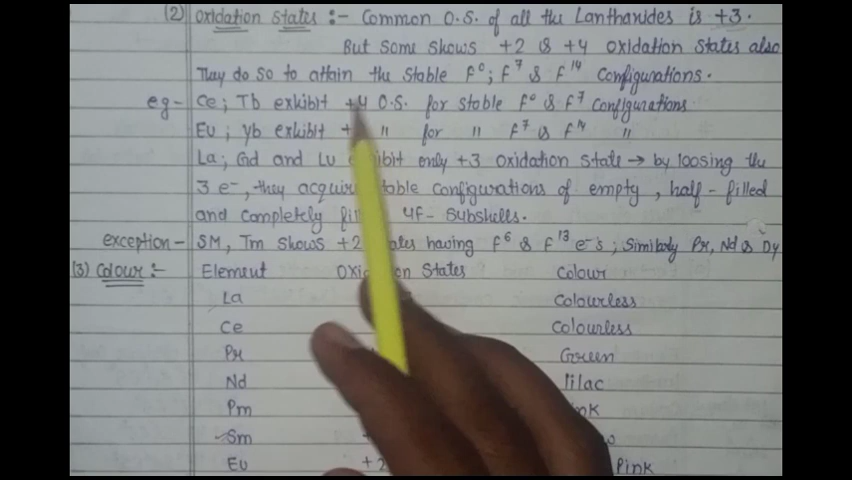 (2) Oxidation States :- Common O.S. of all the Lanthanides is +3.
But Some Shows +2 & +4 Oxidation States also
They do so to attain the Stable F⁰; F⁷ & F¹⁴ Configurations.
eg- Ce; Tb exhibit +4 O.S. for stable F⁰ & F⁷ Configurations
Eu; Yb exhibit + " for " F⁷ & F¹⁴ "
La; Gd and Lu exhibit only +3 Oxidation State → by loosing the
3 e⁻, they acquire stable configurations of empty, half-filled
and completely 4F- Subshells.
exception- SM, Tm Shows +2 having F⁶ & F¹³ e⁻s; Similarly Pr, Nd & Dy
(3) Colour :- Element Oxidation States Colour
La Colourless
Ce Colourless
Pr Green
Nd lilac
Pm
Sm
Eu +2 Pink